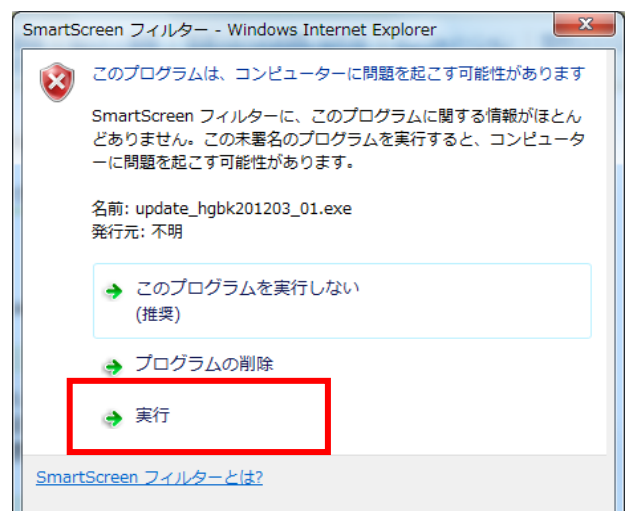 SmartScreen フィルター - Windows Internet Explorer
このプログラムは、コンピューターに問題を起こす可能性があります
SmartScreen フィルターに、このプログラムに関する情報がほとん
どありません。この未署名のプログラムを実行すると、コンピュータ
ーに問題を起こす可能性があります。
名前: update_hgbk201203_01.exe
発行元: 不明
このプログラムを実行しない
(推奨)
プログラムの削除
実行
SmartScreen フィルターとは?